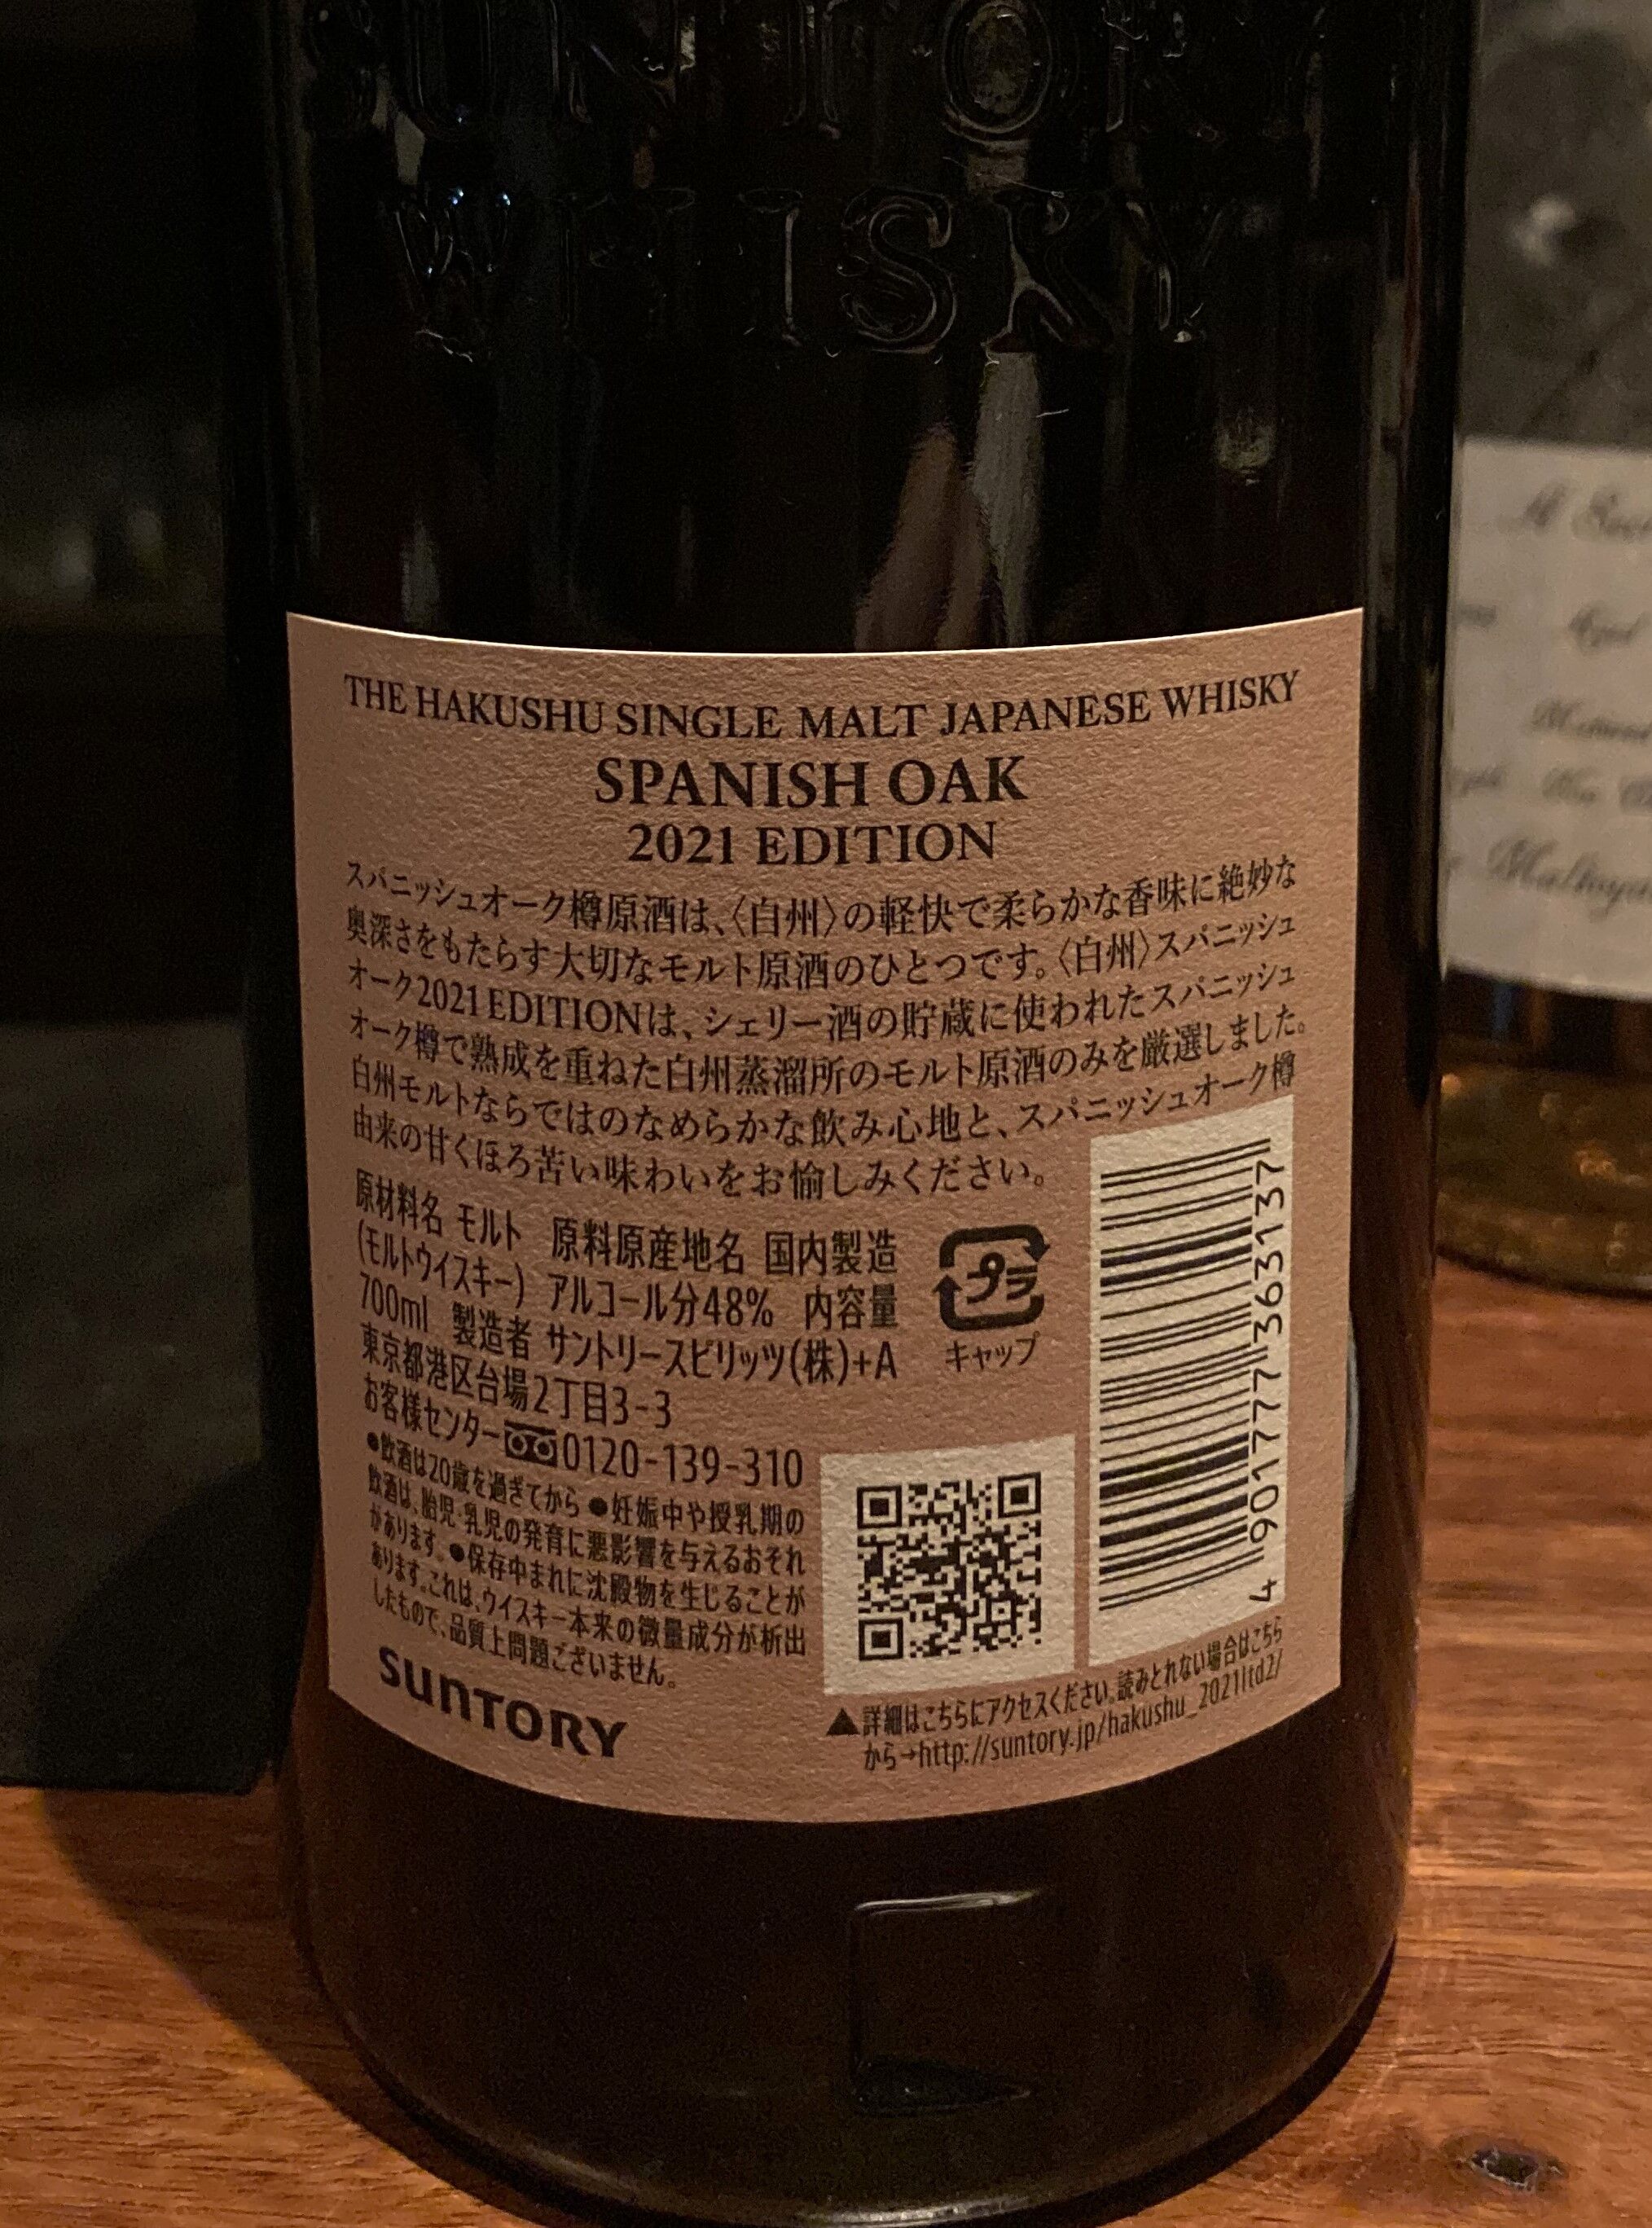 SUNTORY
WHISKY
THE HAKUSHU SINGLE MALT JAPANESE WHISKY
SPANISH OAK
2021 EDITION
スパニッシュオーク樽原酒は、〈白州〉の軽快で柔らかな香味に絶妙な
奥深さをもたらす大切なモルト原酒のひとつです。〈白州〉スパニッシュ
オーク2021 EDITIONは、シェリー酒の貯蔵に使われたスパニッシュ
オーク樽で熟成を重ねた白州蒸溜所のモルト原酒のみを厳選しました。
白州モルトならではのなめらかな飲み心地と、スパニッシュオーク樽
由来の甘くほろ苦い味わいをお愉しみください。
原材料名 モルト 原料原産地名 国内製造
(モルトウイスキー) アルコール分48% 内容量
700ml 製造者 サントリースピリッツ(株)+A
東京都港区台場2丁目3-3
お客様センター 0120-139-310
プラ
キャップ
4 901777 363137
●飲酒は20歳を過ぎてから ●妊娠中や授乳期の
飲酒は、胎児・乳児の発育に悪影響を与えるおそれ
があります。●保存中まれに沈殿物を生じることが
あります。これは、ウイスキー本来の微量成分が析出
したもので、品質上問題ございません。
SUNTORY
▲詳細はこちらにアクセスください。読みとれない場合はこちら
から→http://suntory.jp/hakushu_2021ltd2/